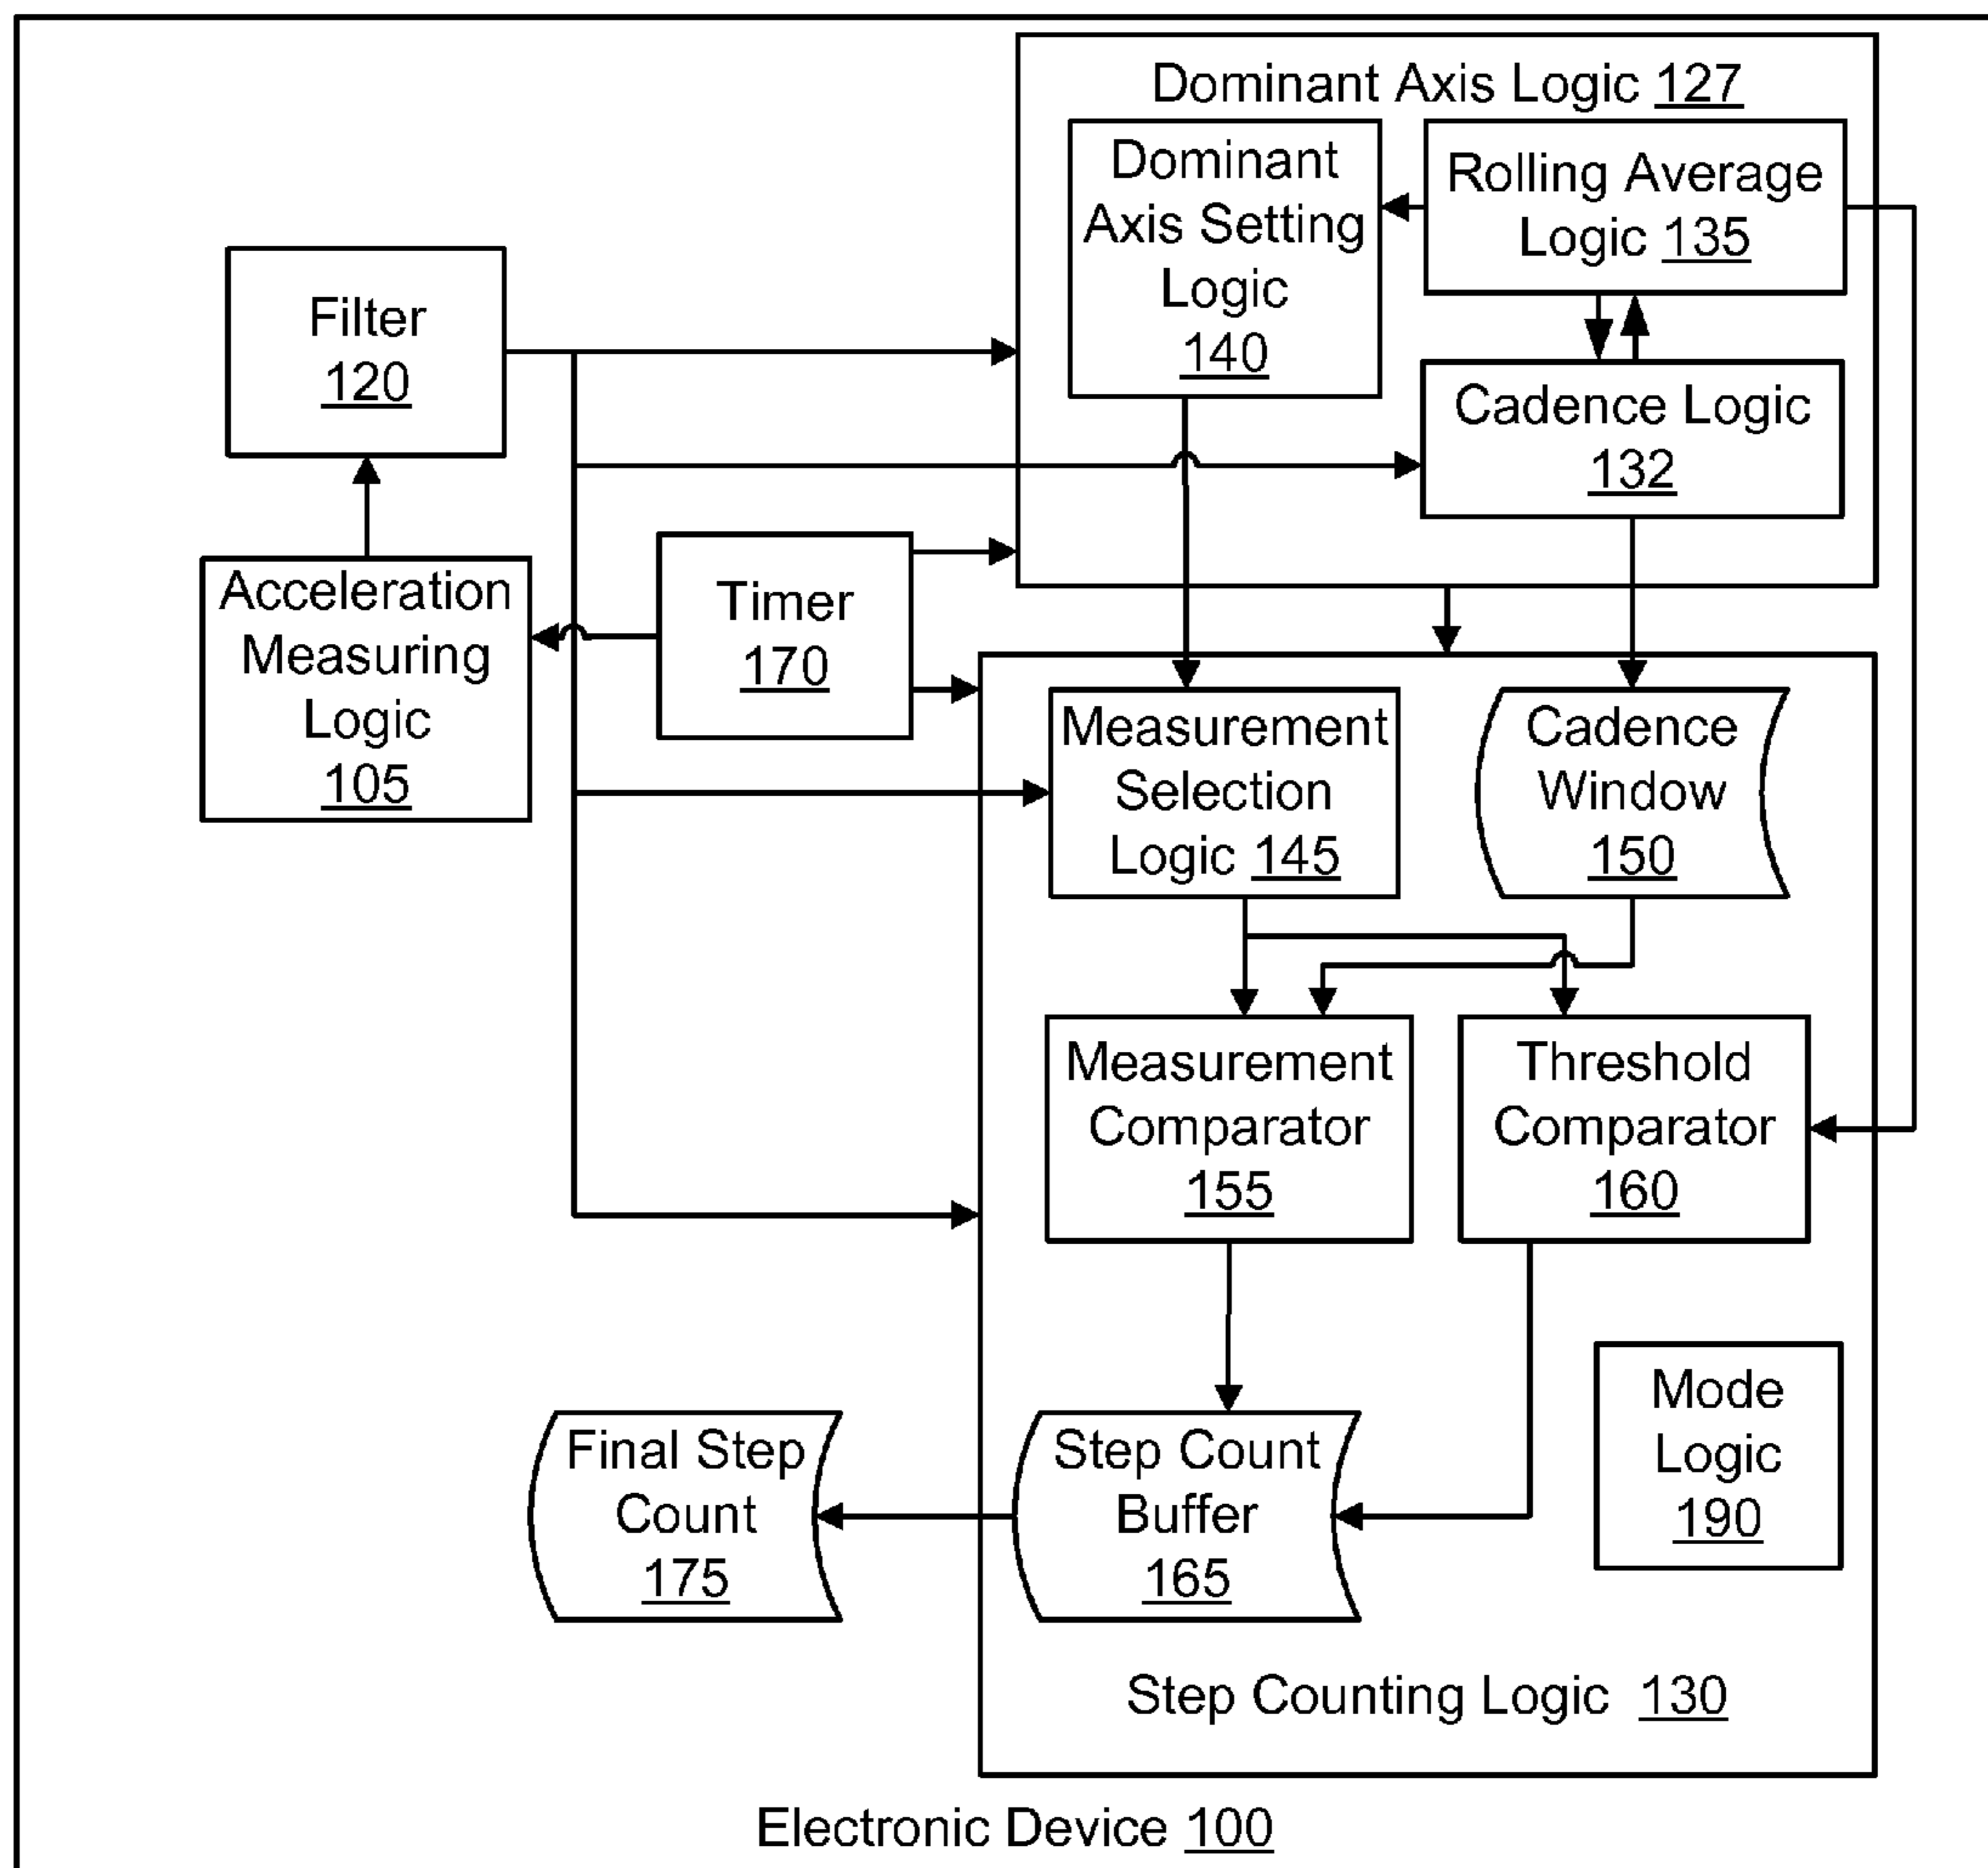 Dominant Axis Logic 127
Dominant
Axis Setting
Logic
140
Rolling Average
Logic 135
Filter
120
Cadence Logic
132
Acceleration
Measuring
Logic
105
Timer
170
Measurement
Selection
Logic 145
Cadence
Window
150
Measurement
Comparator
155
Threshold
Comparator
160
Mode
Logic
190
Final Step
Count
175
Step Count
Buffer
165
Step Counting Logic 130
Electronic Device 100